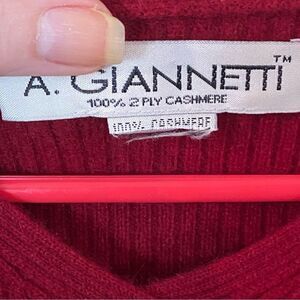 A. GIANNETTI™
100% 2 PLY CASHMERE
100% CASHMERE